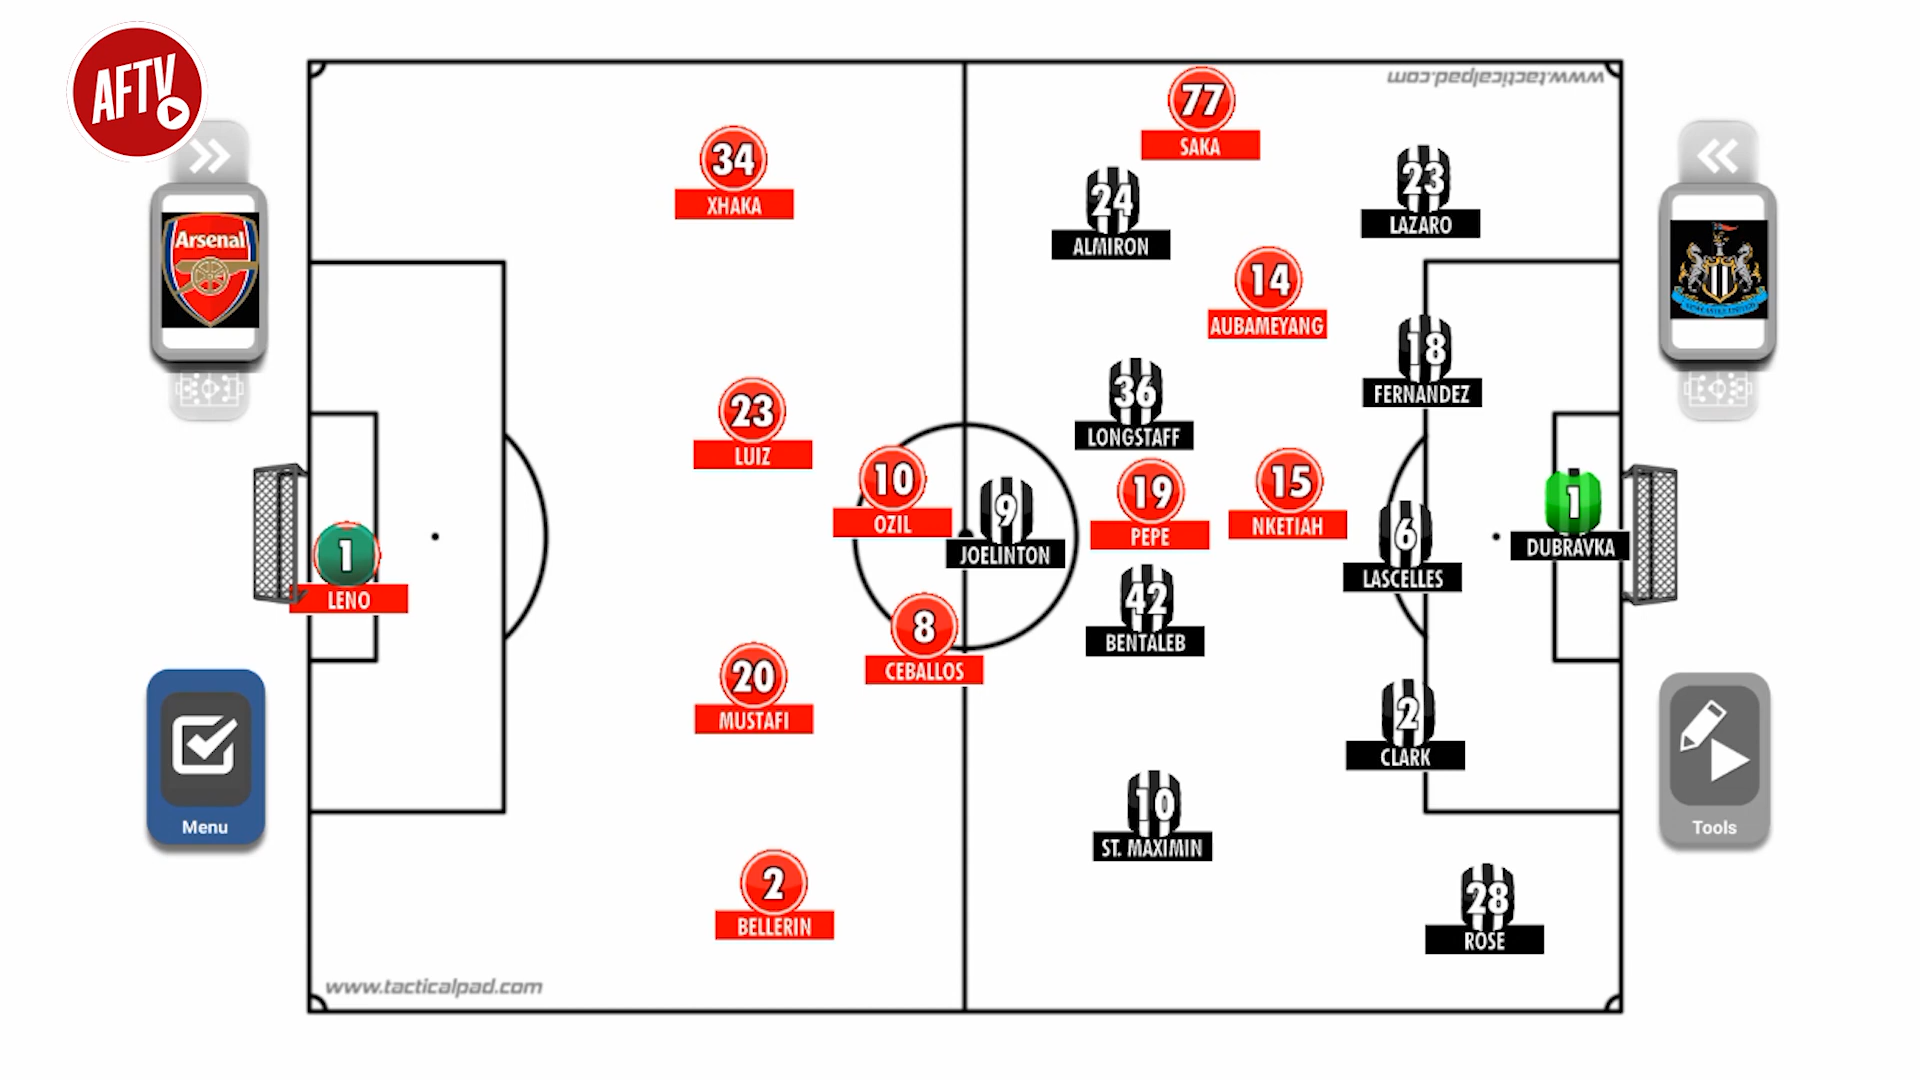 AFTV
www.tacticalpad.com
77
SAKA
34
XHAKA
24
ALMIRON
23
LAZARO
Arsenal
14
AUBAMEYANG
18
FERNANDEZ
36
LONGSTAFF
23
LUIZ
10
OZIL
9
JOELINTON
19
PEPE
15
NKETIAH
6
LASCELLES
1
DUBRAVKA
1
LENO
8
CEBALLOS
42
BENTALEB
20
MUSTAFI
2
CLARK
10
ST. MAXIMIN
Menu
Tools
2
BELLERIN
28
ROSE
www.tacticalpad.com